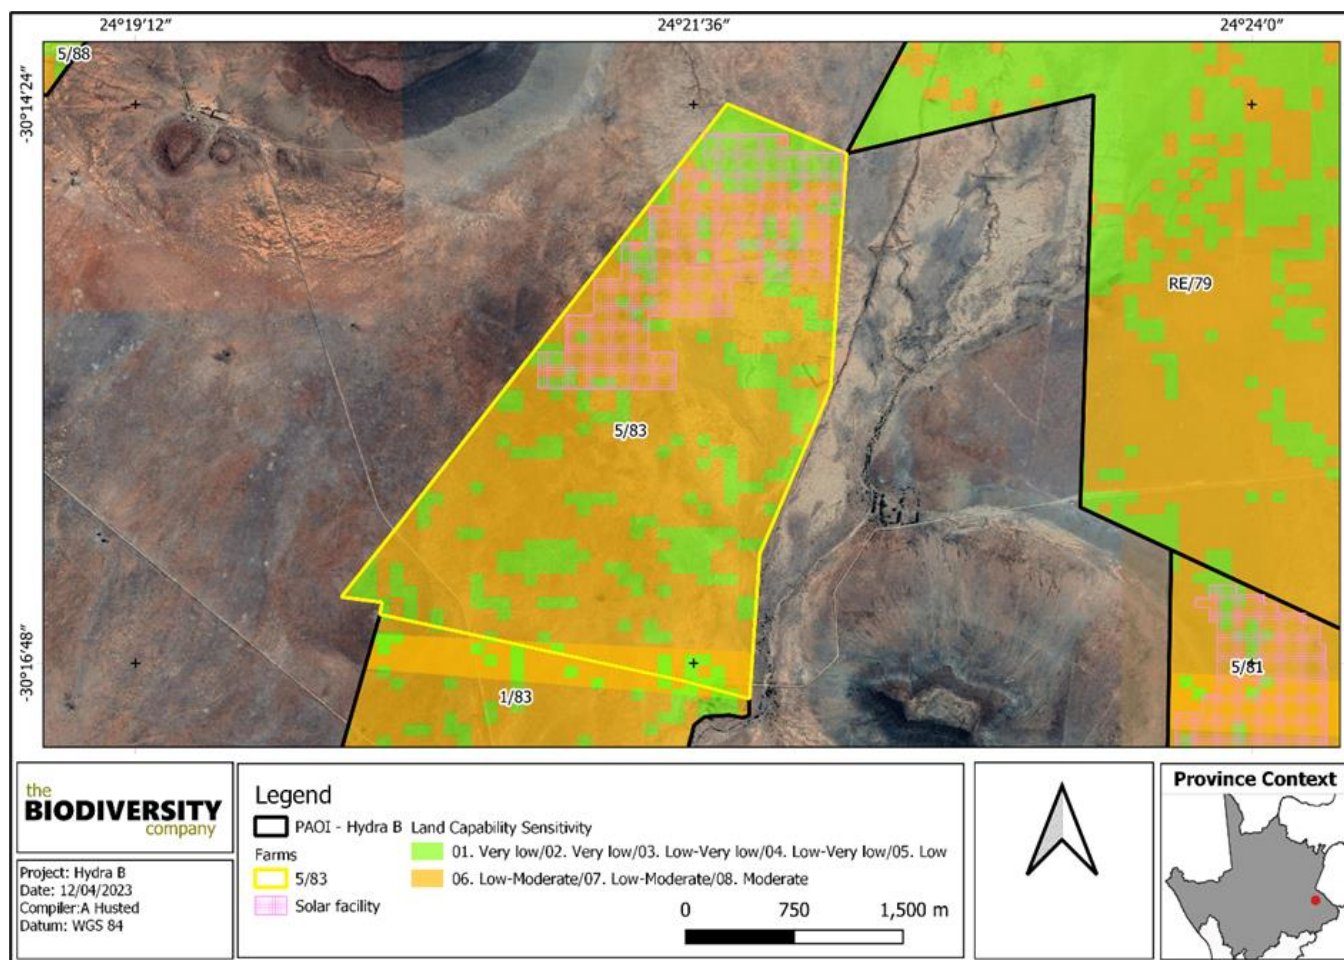 24°19′12″
24°21′36″
24°24′0″
-30°14′24″
-30°16′48″
5/88
RE/79
5/83
5/81
1/83
the
BIODIVERSITY
company
Project: Hydra B
Date: 12/04/2023
Compiler:A Husted
Datum: WGS 84
Legend
PAOI - Hydra B
Farms
5/83
Solar facility
Land Capability Sensitivity
01. Very low/02. Very low/03. Low-Very low/04. Low-Very low/05. Low
06. Low-Moderate/07. Low-Moderate/08. Moderate
0 750 1,500 m
Province Context